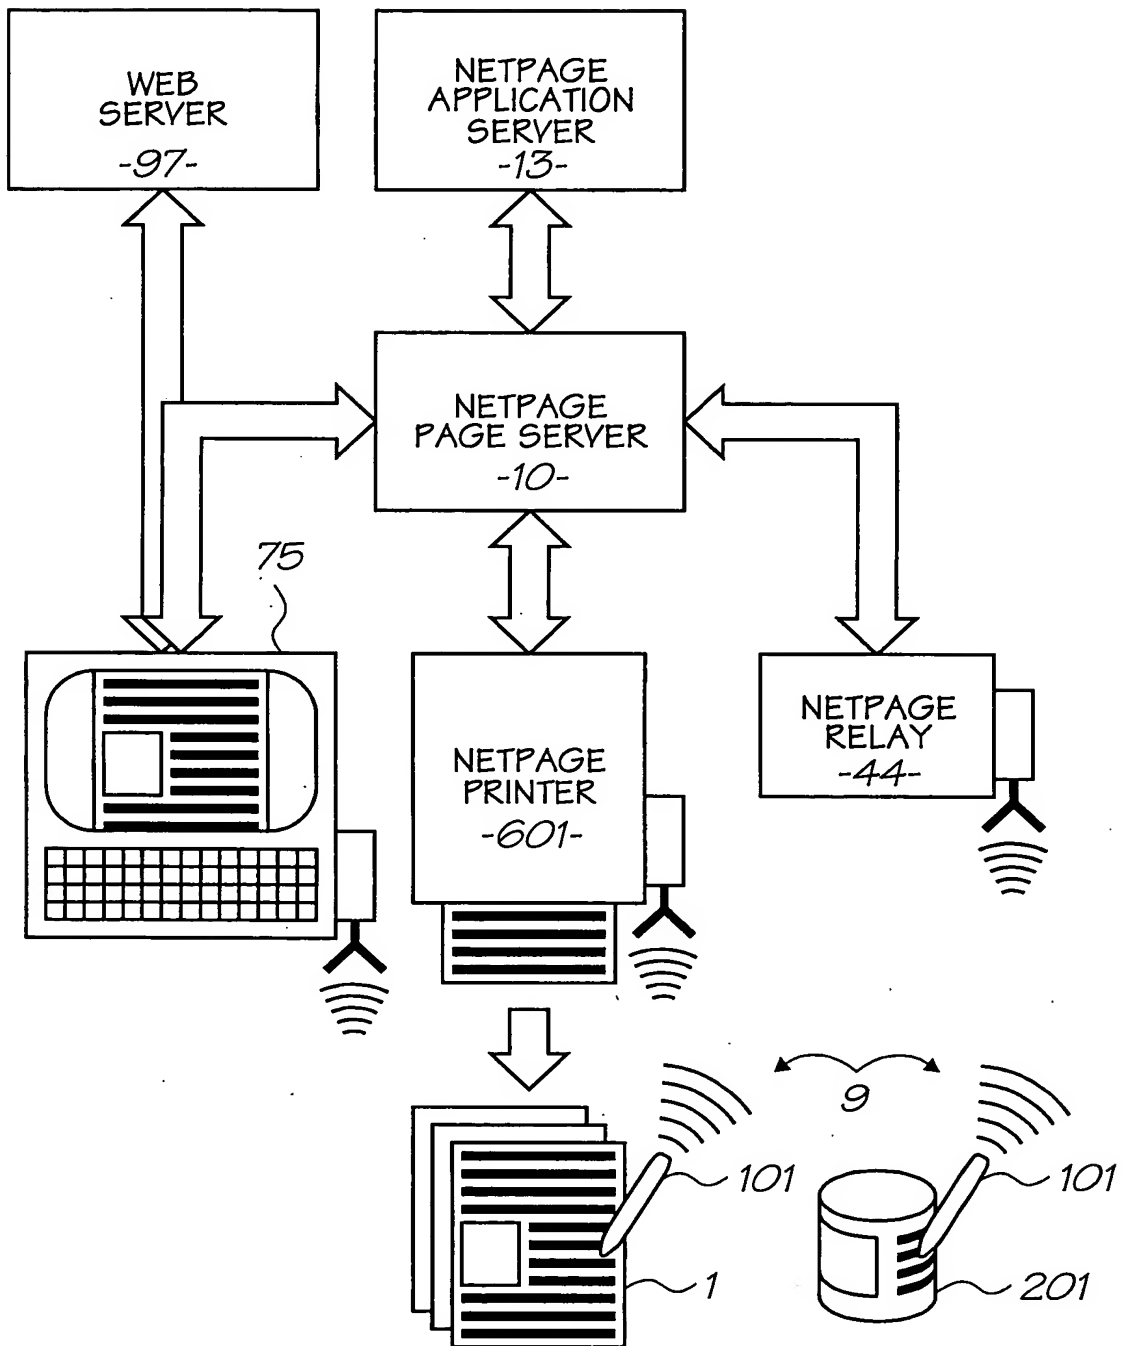 WEB
SERVER
-97-
NETPAGE
APPLICATION
SERVER
-13-
NETPAGE
PAGE SERVER
-10-
75
NETPAGE
PRINTER
-601-
NETPAGE
RELAY
-44-
9
101
101
1
201